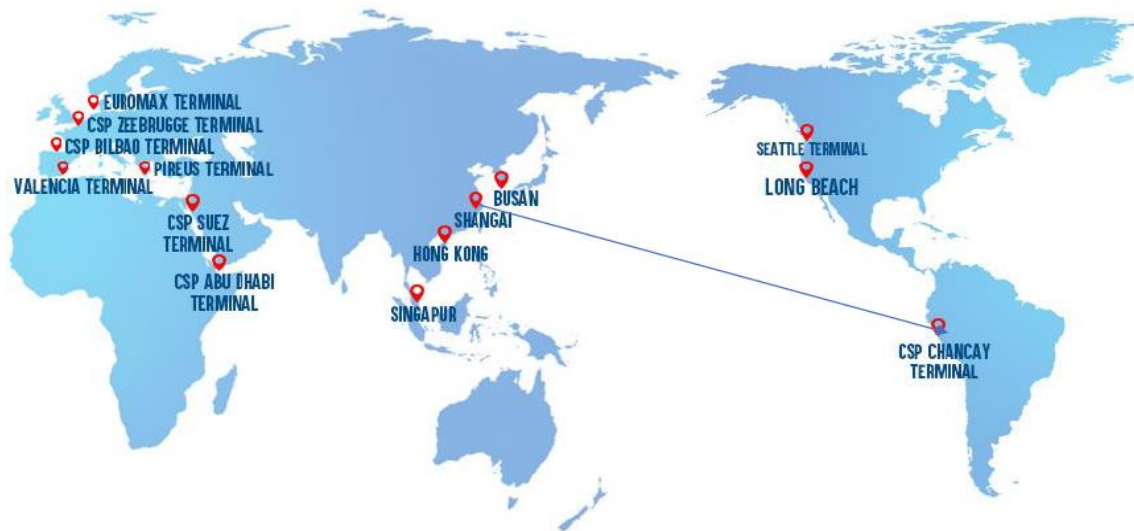 EUROMAX TERMINAL
CSP ZEEBRUGGE TERMINAL
CSP BILBAO TERMINAL
PIREUS TERMINAL
VALENCIA TERMINAL
CSP SUEZ
TERMINAL
CSP ABU DHABI
TERMINAL
BUSAN
SHANGAI
HONG KONG
SINGAPUR
SEATTLE TERMINAL
LONG BEACH
CSP CHANCAY
TERMINAL